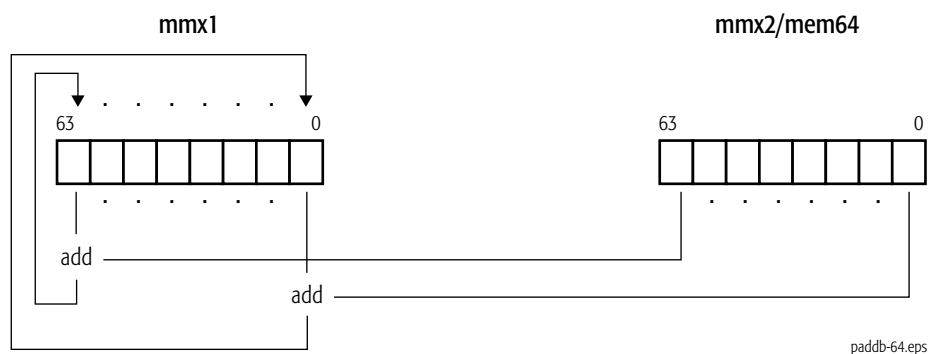 mmx1 mmx2/mem64
. . . . . .
63 0 63 0
. . . . . . . . . . . .
add
add
paddb-64.eps